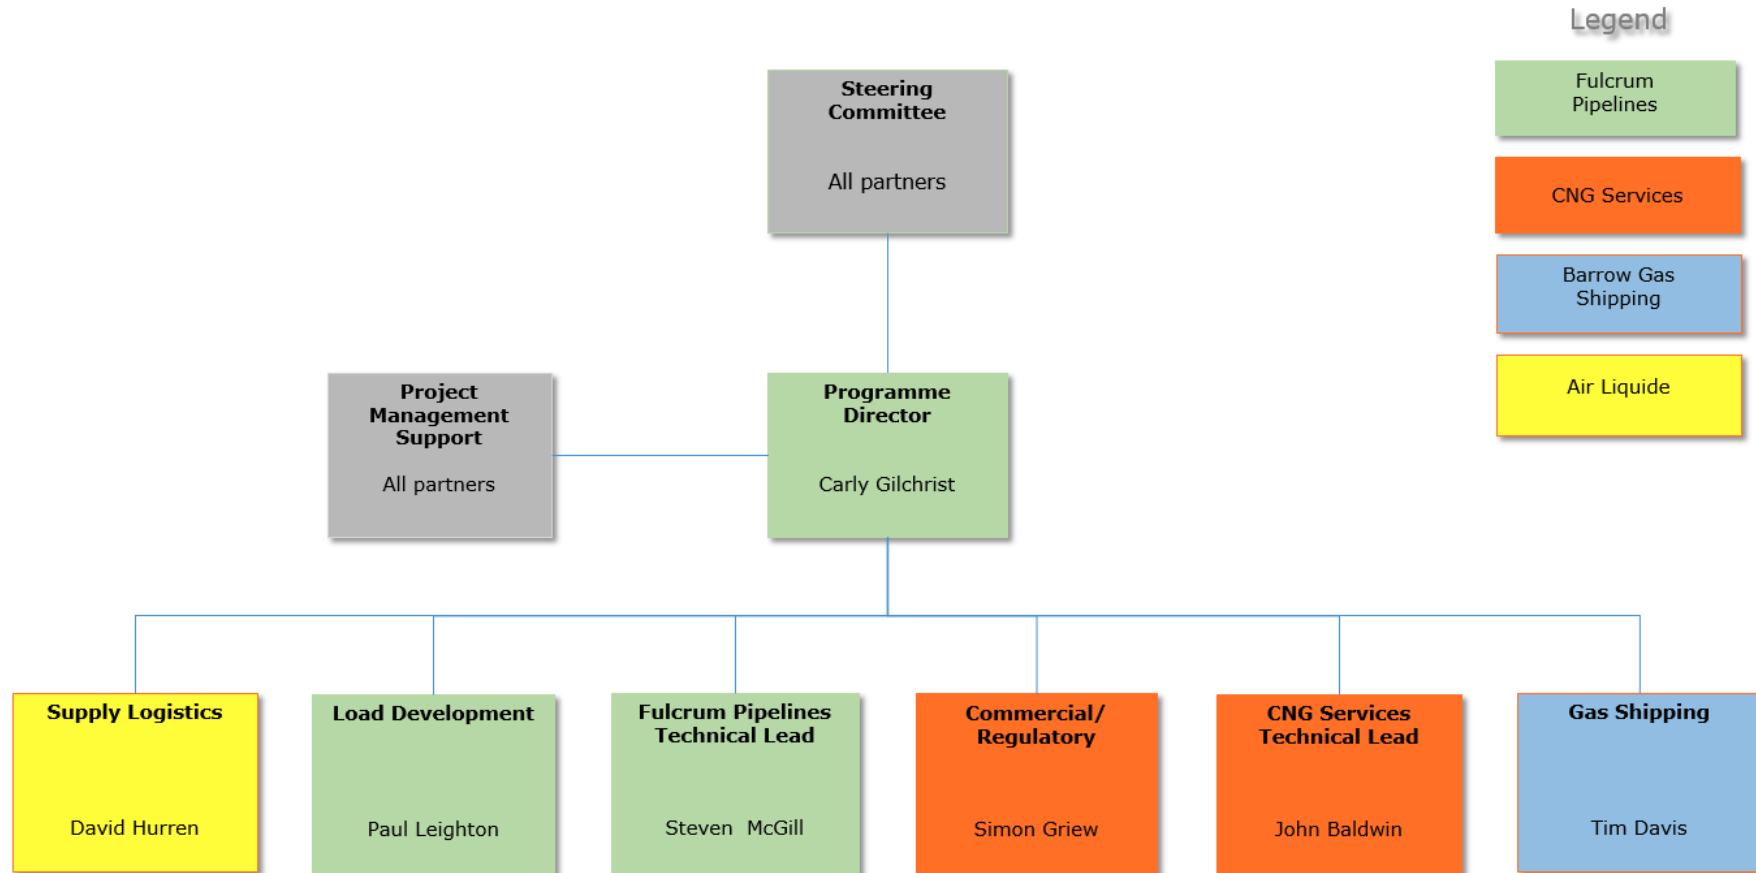 Legend
Fulcrum
Pipelines
CNG Services
Barrow Gas
Shipping
Air Liquide
Steering
Committee
All partners
Project
Management
Support
All partners
Programme
Director
Carly Gilchrist
Supply Logistics
David Hurren
Load Development
Paul Leighton
Fulcrum Pipelines
Technical Lead
Steven  McGill
Commercial/
Regulatory
Simon Griew
CNG Services
Technical Lead
John Baldwin
Gas Shipping
Tim Davis